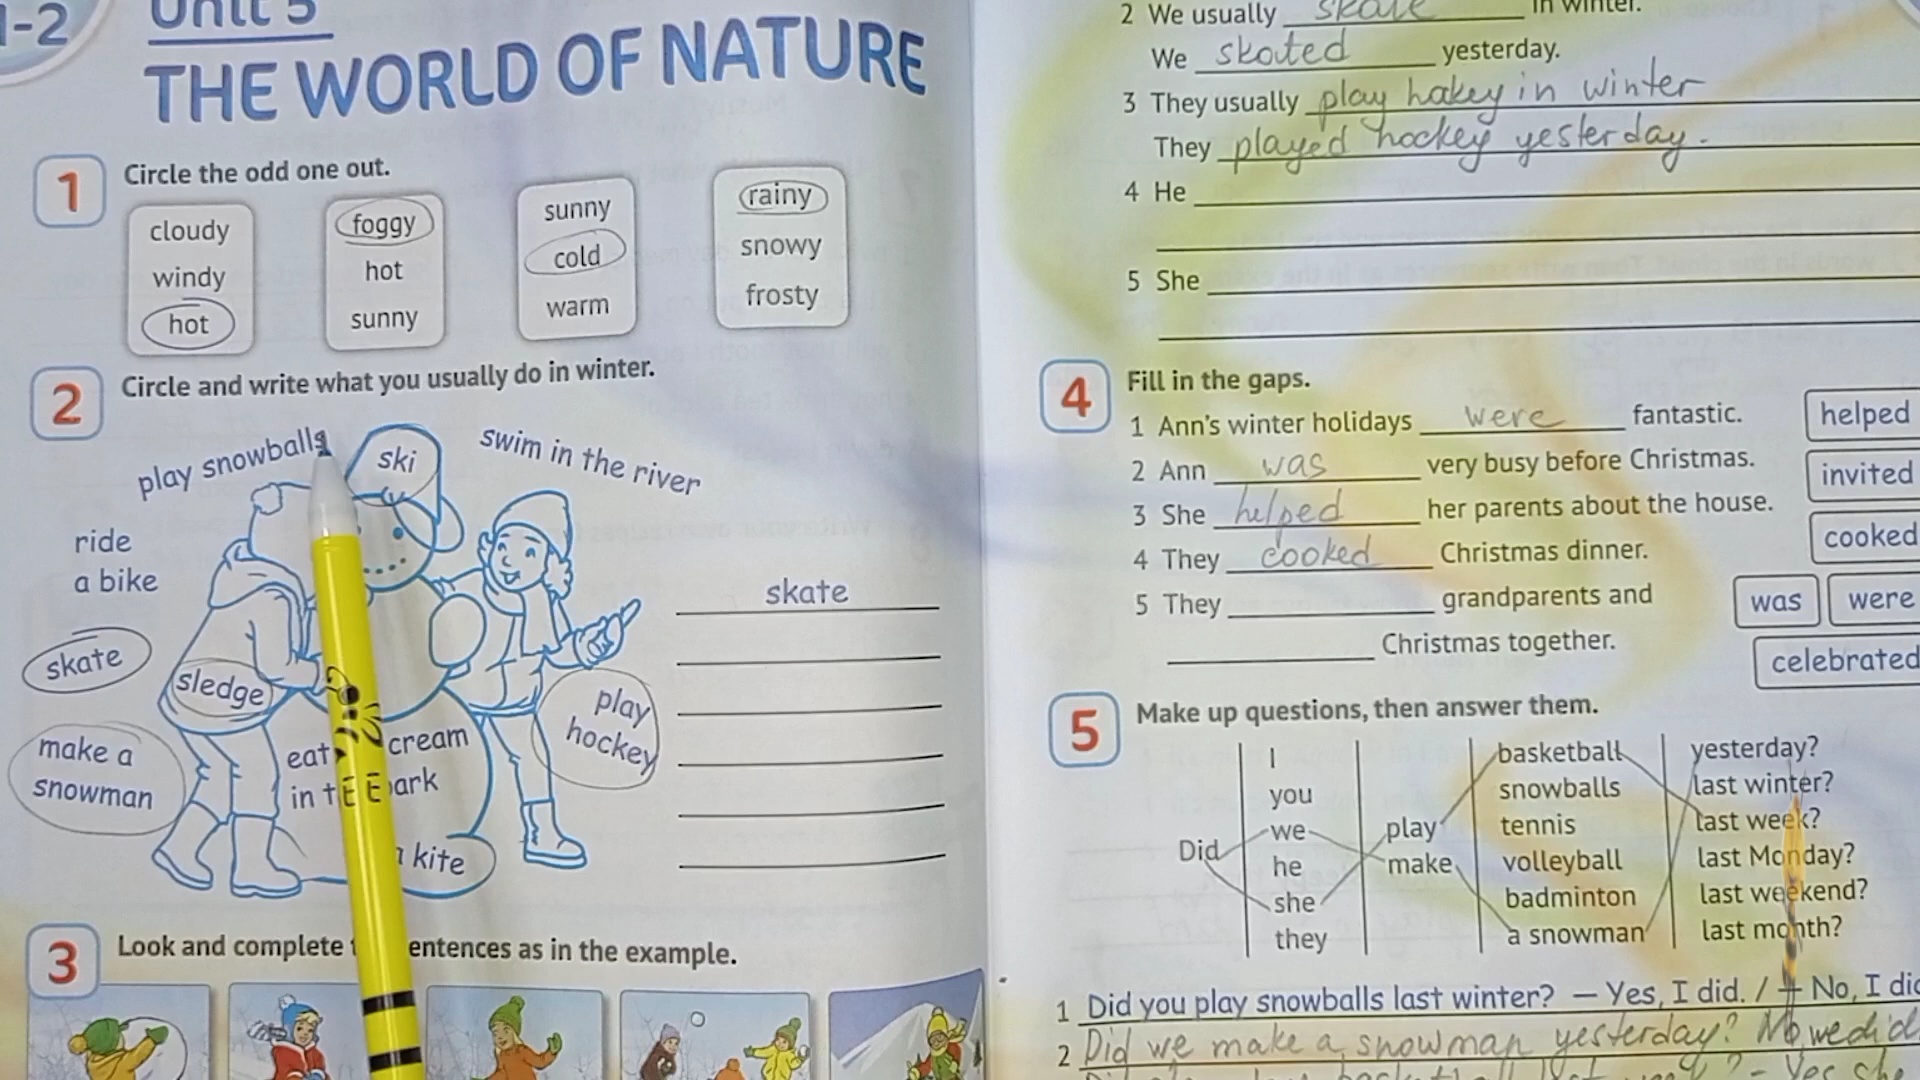 1-2
Unit 5
THE WORLD OF NATURE
1 Circle the odd one out.
cloudy
windy
hot
foggy
hot
sunny
sunny
cold
warm
rainy
snowy
frosty
2 Circle and write what you usually do in winter.
play snowballs
ski
swim in the river
ride
a bike
skate
sledge
make a
snowman
eat cream
in
play
hockey
kite
skate
3 Look and complete entences as in the example.
2 We usually skate in winter.
We skated yesterday.
3 They usually play hakey in winter
They played hockey yesterday.
4 He
5 She
4 Fill in the gaps.
1 Ann's winter holidays were fantastic.
2 Ann was very busy before Christmas.
3 She helped her parents about the house.
4 They cooked Christmas dinner.
5 They grandparents and
Christmas together.
helped
invited
cooked
was were
celebrated
5 Make up questions, then answer them.
Did
I
you
we
he
she
they
play
make
basketball
snowballs
tennis
volleyball
badminton
a snowman
yesterday?
last winter?
last week?
last Monday?
last weekend?
last month?
1 Did you play snowballs last winter? — Yes, I did. / — No, I
2 Did we make a snowman yesterday? No we did